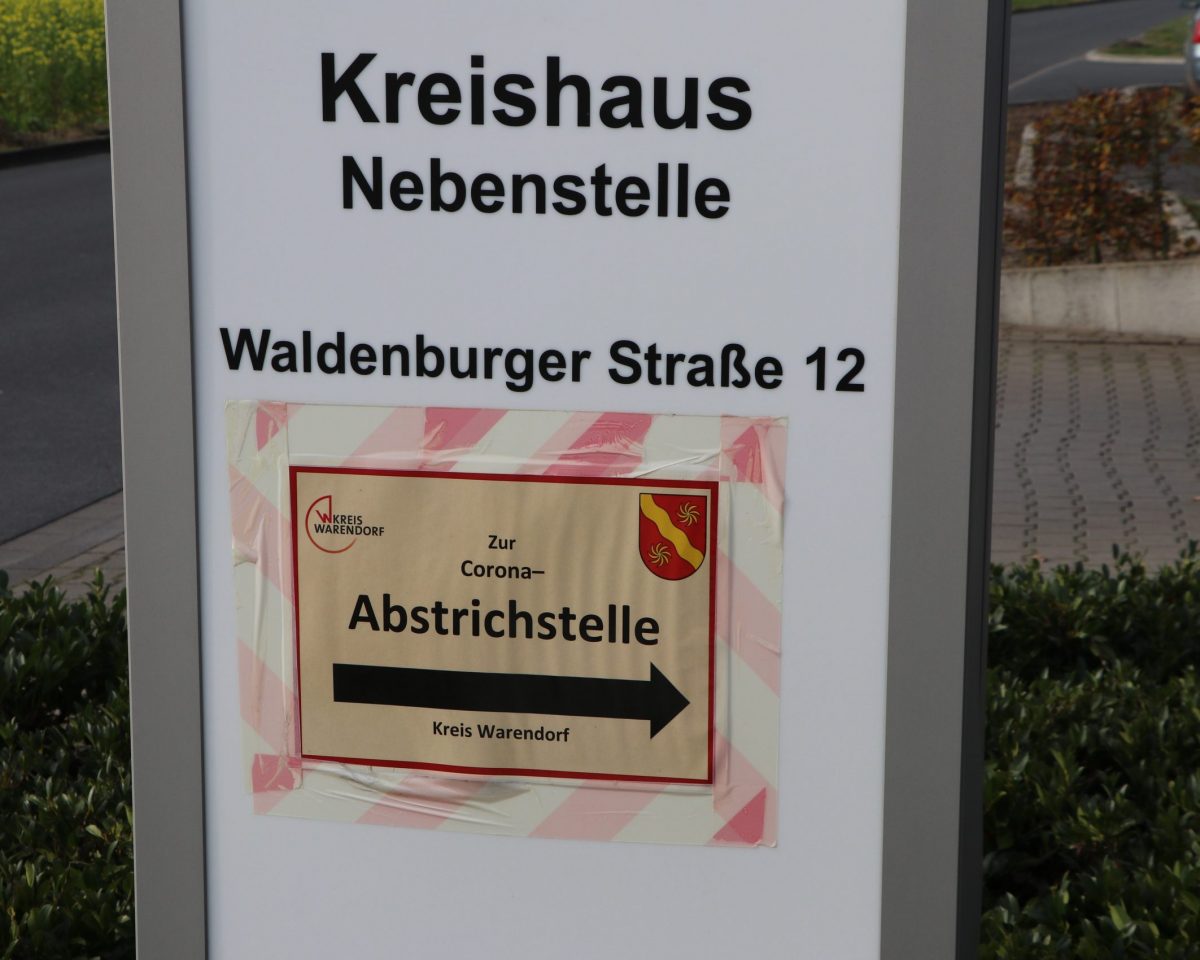 Kreishaus
Nebenstelle
Waldenburger Straße 12
KREIS
WARENDORF
Zur
Corona–
Abstrichstelle
Kreis Warendorf